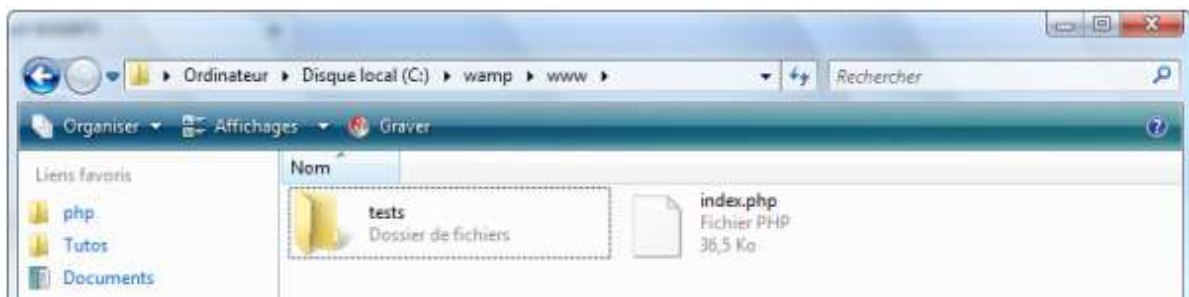 Ordinateur ▸ Disque local (C:) ▸ wamp ▸ www ▸
Rechercher
Organiser Affichages Graver
Liens favoris
php
Tutos
Documents
Nom
tests
Dossier de fichiers
index.php
Fichier PHP
36,5 Ko